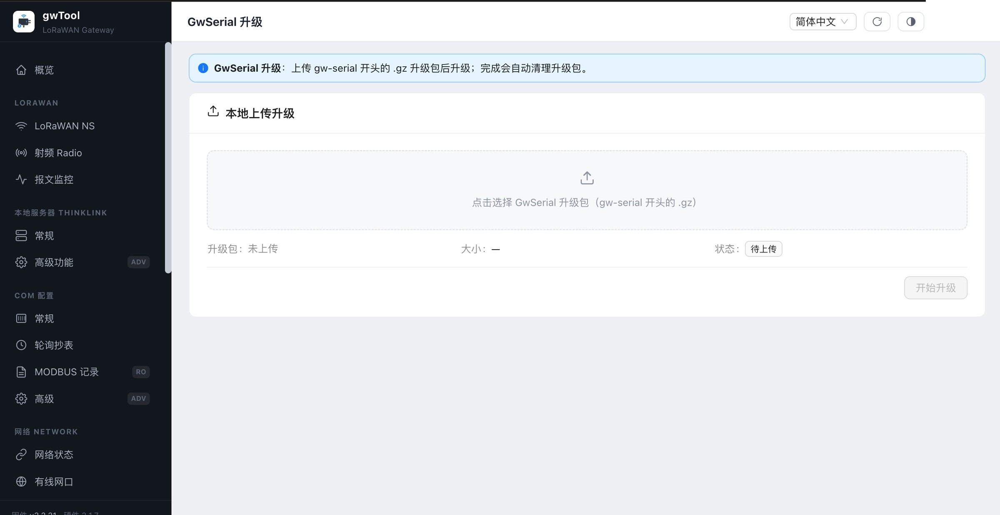 gwTool
LoRaWAN Gateway
概览
LORAWAN
LoRaWAN NS
射频 Radio
报文监控
本地服务器 THINKLINK
常规
高级功能 ADV
COM 配置
常规
轮询抄表
MODBUS 记录 RO
高级 ADV
网络 NETWORK
网络状态
有线网口
GwSerial 升级
简体中文
GwSerial 升级：上传 gw-serial 开头的 .gz 升级包后升级；完成会自动清理升级包。
本地上传升级
点击选择 GwSerial 升级包（gw-serial 开头的 .gz）
升级包：未上传 大小：— 状态：待上传
开始升级